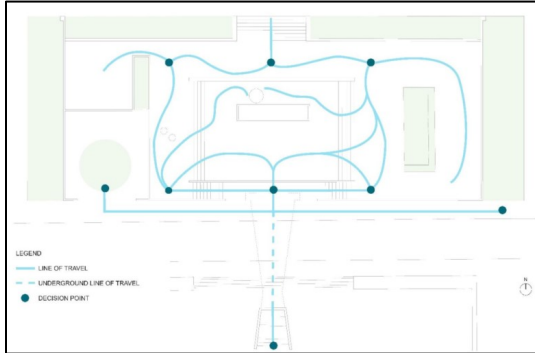 LEGEND
LINE OF TRAVEL
UNDERGROUND LINE OF TRAVEL
DECISION POINT
N